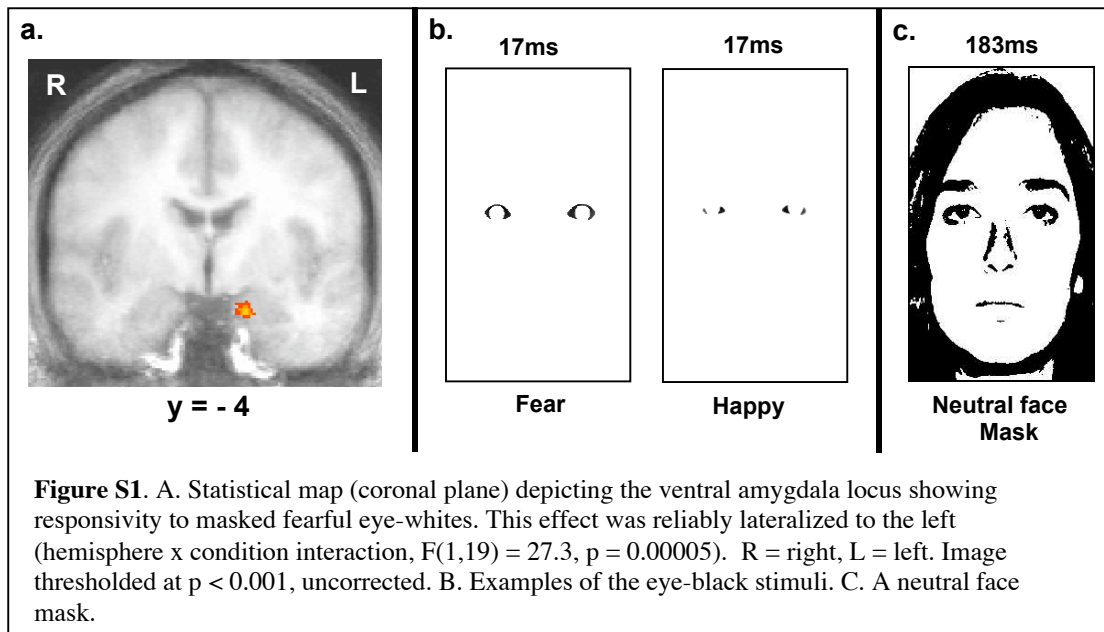 a.
R
L
y = - 4
b.
17ms
17ms
Fear
Happy
c.
183ms
Neutral face
Mask
Figure S1. A. Statistical map (coronal plane) depicting the ventral amygdala locus showing
responsivity to masked fearful eye-whites. This effect was reliably lateralized to the left
(hemisphere x condition interaction, F(1,19) = 27.3, p = 0.00005). R = right, L = left. Image
thresholded at p < 0.001, uncorrected. B. Examples of the eye-black stimuli. C. A neutral face
mask.